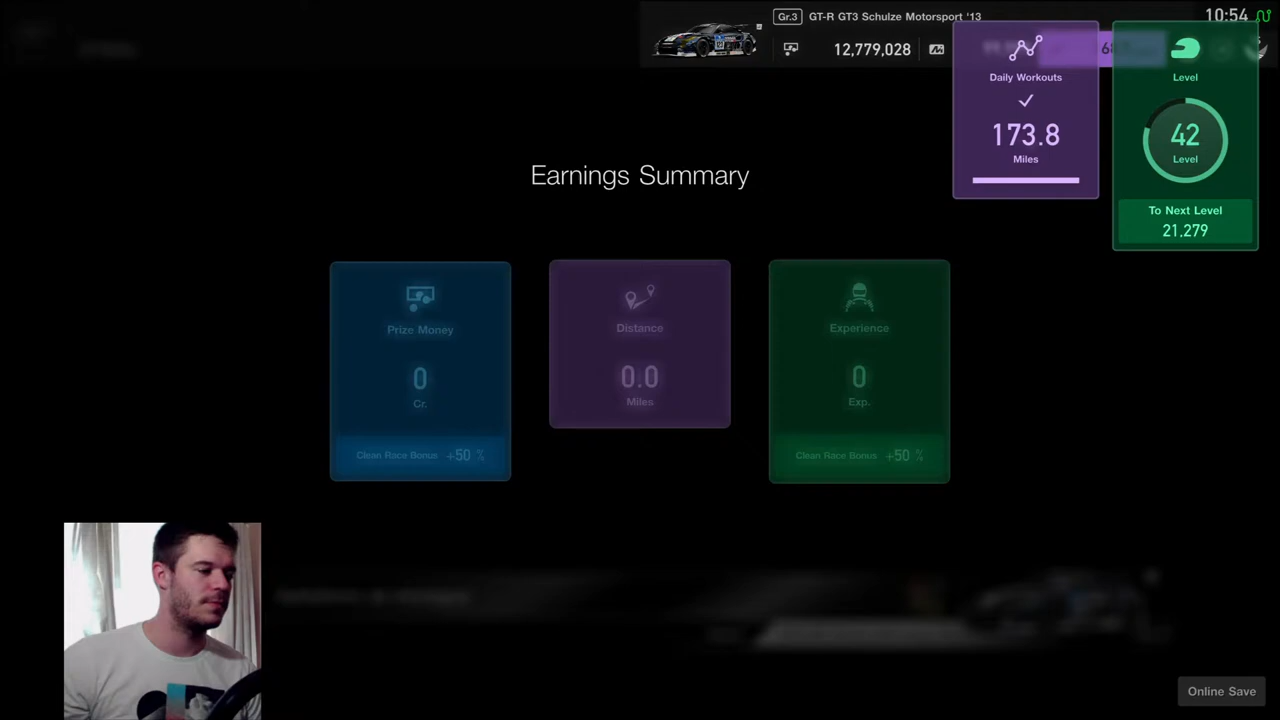 Gr.3 GT-R GT3 Schulze Motorsport '13
10:54
12,779,028
Daily Workouts
173.8
Miles
Level
42
Level
To Next Level
21,279
Earnings Summary
Prize Money
0
Cr.
Clean Race Bonus +50 %
Distance
0.0
Miles
Experience
0
Exp.
Clean Race Bonus +50 %
Online Save